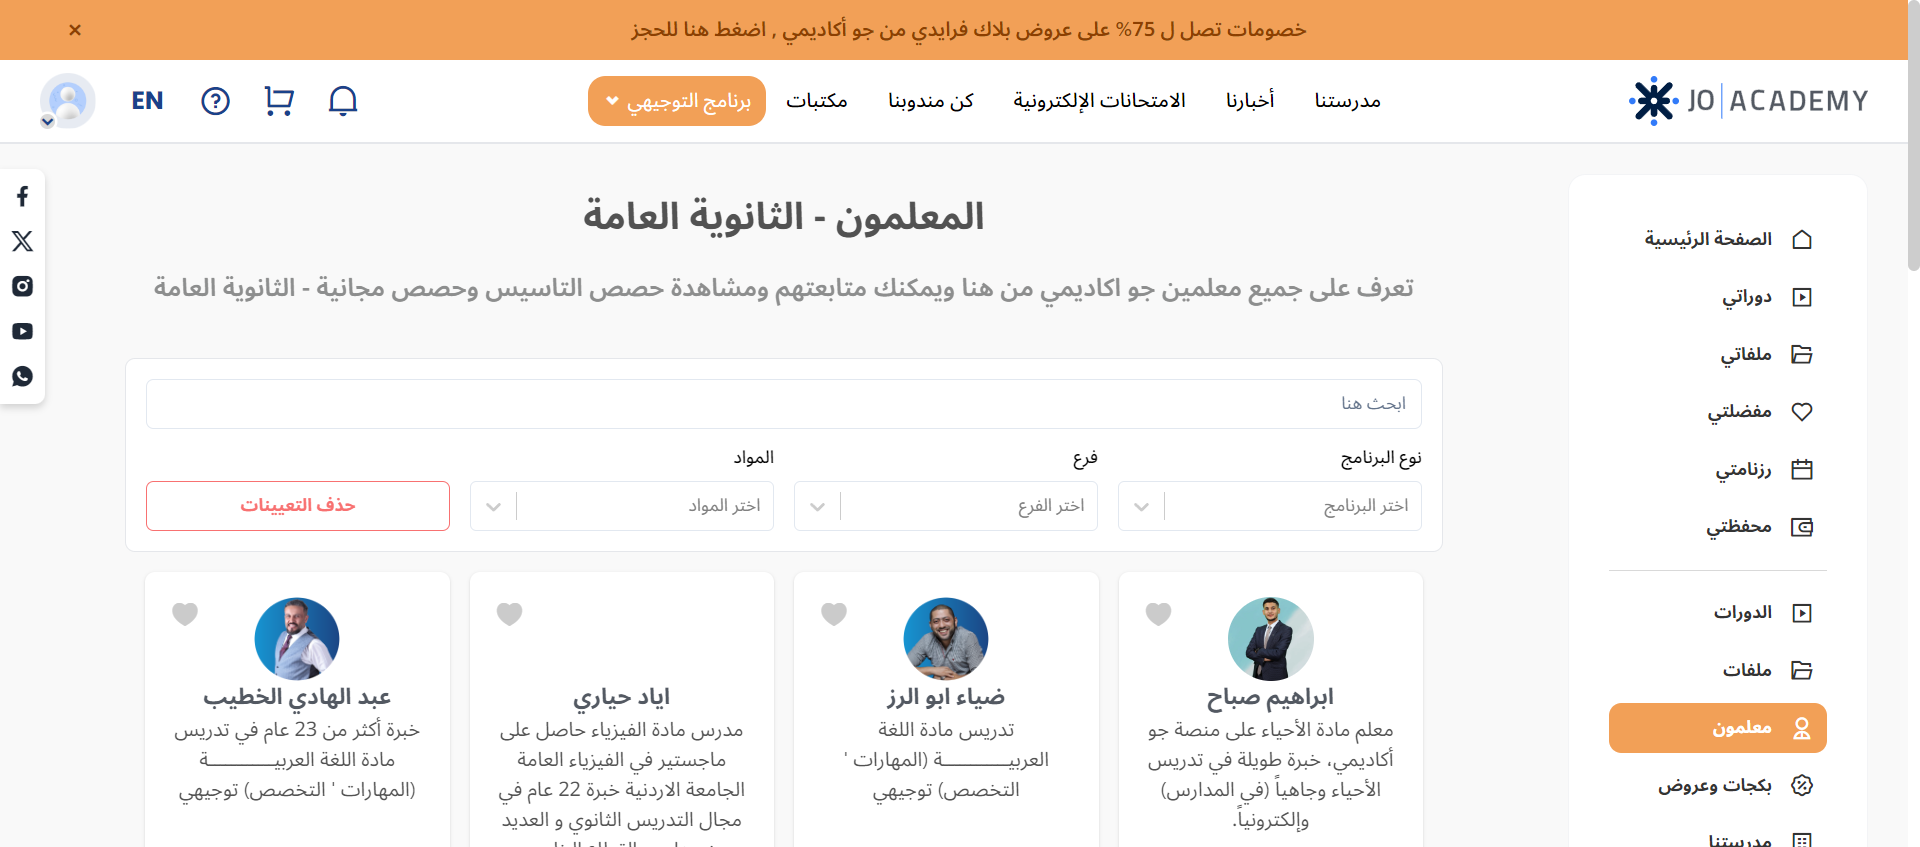 خصومات تصل ل 75% على عروض بلاك فرايدي من جو أكاديمي , اضغط هنا للحجز
JO ACADEMY
مدرستنا
أخبارنا
الامتحانات الإلكترونية
كن مندوبنا
مكتبات
برنامج التوجيهي
EN
الصفحة الرئيسية
دوراتي
ملفاتي
مفضلتي
رزنامتي
محفظتي
الدورات
ملفات
معلمون
بكجات وعروض
مدرستنا
المعلمون - الثانوية العامة
تعرف على جميع معلمين جو اكاديمي من هنا ويمكنك متابعتهم ومشاهدة حصص التاسيس وحصص مجانية - الثانوية العامة
ابحث هنا
نوع البرنامج
فرع
المواد
اختر البرنامج
اختر الفرع
اختر المواد
حذف التعيينات
ابراهيم صباح
معلم مادة الأحياء على منصة جو
أكاديمي، خبرة طويلة في تدريس
الأحياء وجاهياً (في المدارس)
وإلكترونياً.
ضياء ابو الرز
تدريس مادة اللغة
العربيـــــــــــة (المهارات '
التخصص) توجيهي
اياد حياري
مدرس مادة الفيزياء حاصل على
ماجستير في الفيزياء العامة
الجامعة الاردنية خبرة 22 عام في
مجال التدريس الثانوي و العديد
عبد الهادي الخطيب
خبرة أكثر من 23 عام في تدريس
مادة اللغة العربيـــــــــــة
(المهارات ' التخصص) توجيهي